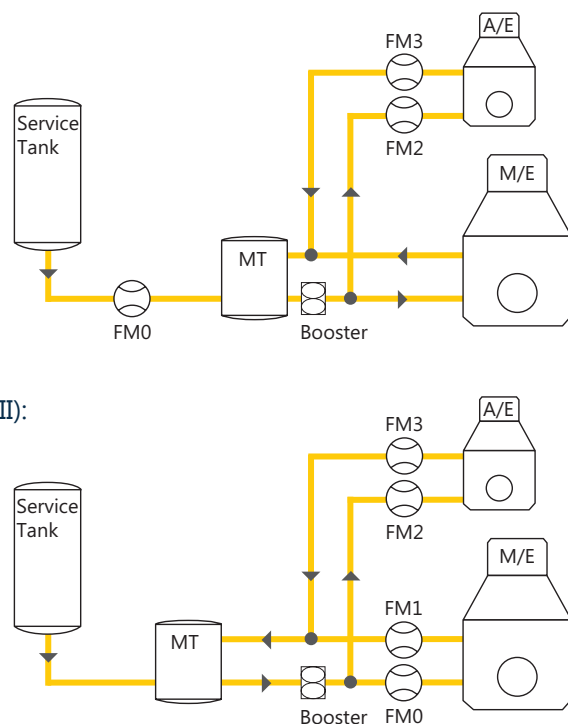 A/E
FM3
Service
Tank
FM2
M/E
MT
FM0
Booster
II):
A/E
FM3
Service
Tank
FM2
M/E
FM1
MT
Booster
FM0